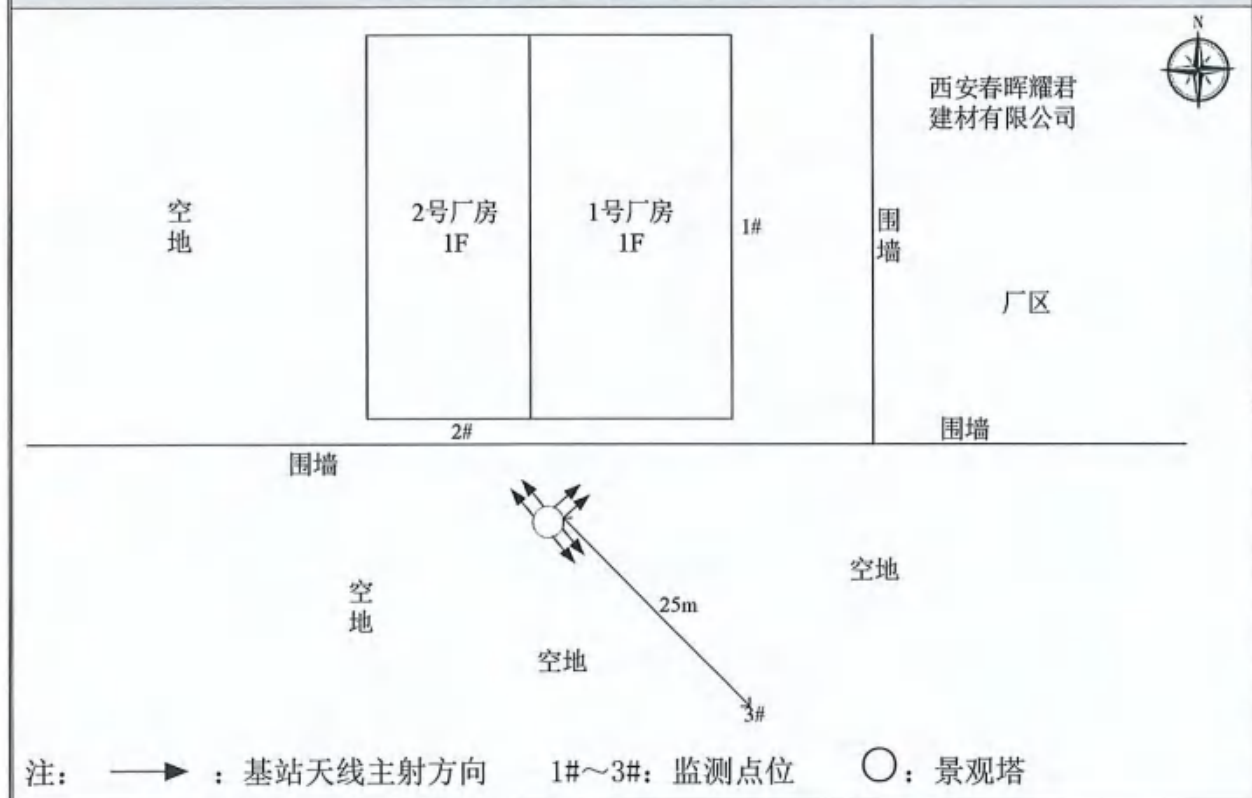 N
西安春晖耀君
建材有限公司
空地
2号厂房
1F
1号厂房
1F
1#
围墙
厂区
2#
围墙
围墙
空地
25m
空地
空地
3#
注： ：基站天线主射方向 1#～3#：监测点位 ：景观塔